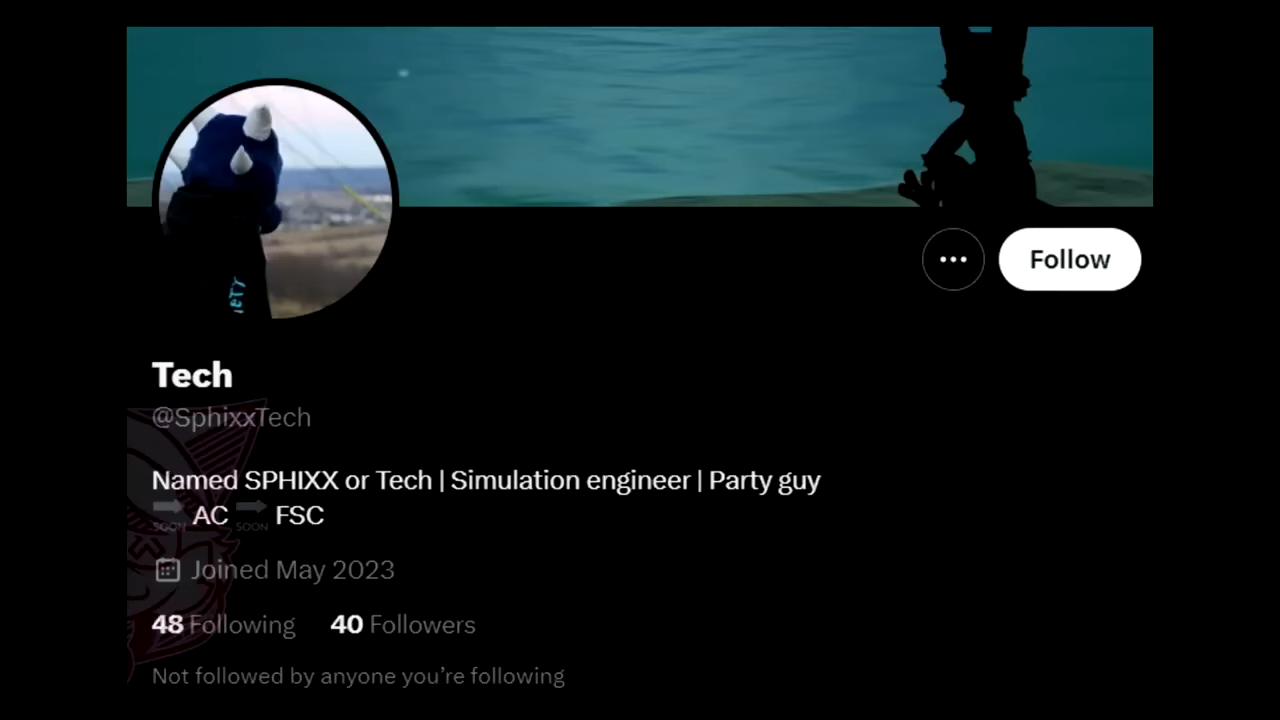 Follow
Tech
@SphixxTech
Named SPHIXX or Tech | Simulation engineer | Party guy
SOON AC SOON FSC
Joined May 2023
48 Following 40 Followers
Not followed by anyone you're following